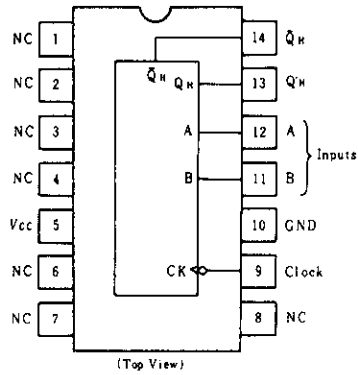 NC 1 14 Q̄H
Q̄H
NC 2 QH 13 QH
NC 3 A 12 A
Inputs
NC 4 B 11 B
Vcc 5 10 GND
NC 6 CK 9 Clock
NC 7 8 NC
(Top View)